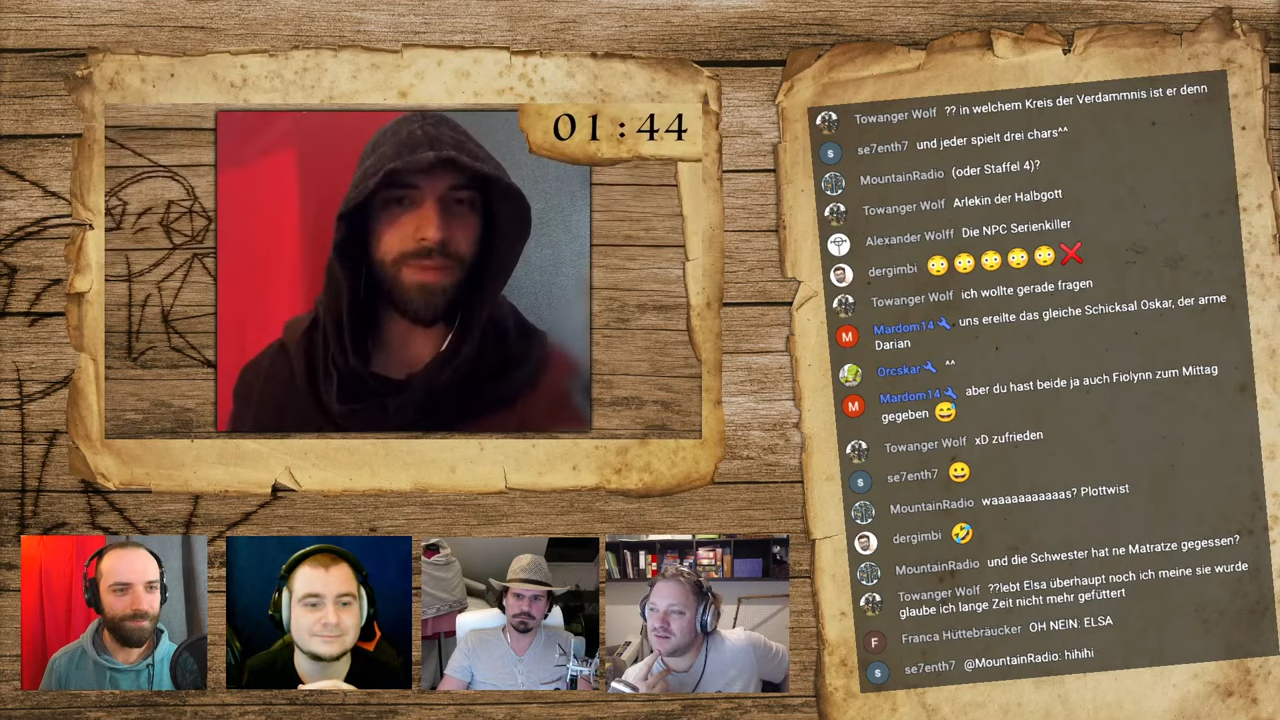 01:44
Towanger Wolf ?? in welchem Kreis der Verdammnis ist er denn
se7enth7 und jeder spielt drei chars^^
MountainRadio (oder Staffel 4)?
Towanger Wolf Arlekin der Halbgott
Alexander Wolff Die NPC Serienkiller
dergimbi 😳😳😳😳😳❌
Towanger Wolf ich wollte gerade fragen
M Mardom14🔧 uns ereilte das gleiche Schicksal Oskar, der arme
Darian
Orcskar🔧 ^^
M Mardom14🔧 aber du hast beide ja auch Fiolynn zum Mittag
gegeben 😅
Towanger Wolf xD zufrieden
s se7enth7 😀
MountainRadio waaaaaaaaaaas? Plottwist
dergimbi 🤣
MountainRadio und die Schwester hat ne Matratze gegessen?
Towanger Wolf ??lebt Elsa überhaupt noch ich meine sie wurde
glaube ich lange Zeit nicht mehr gefüttert
F Franca Hüttebräucker OH NEIN: ELSA
s se7enth7 @MountainRadio: hihihi